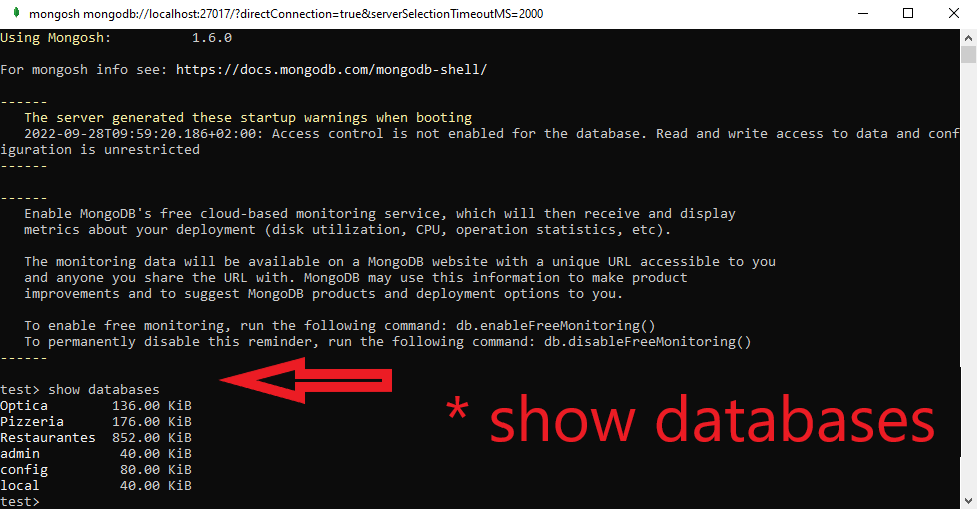 mongosh mongodb://localhost:27017/?directConnection=true&serverSelectionTimeoutMS=2000
Using Mongosh:          1.6.0
For mongosh info see: https://docs.mongodb.com/mongodb-shell/
------
   The server generated these startup warnings when booting
   2022-09-28T09:59:20.186+02:00: Access control is not enabled for the database. Read and write access to data and conf
iguration is unrestricted
------
------
   Enable MongoDB's free cloud-based monitoring service, which will then receive and display
   metrics about your deployment (disk utilization, CPU, operation statistics, etc).
   The monitoring data will be available on a MongoDB website with a unique URL accessible to you
   and anyone you share the URL with. MongoDB may use this information to make product
   improvements and to suggest MongoDB products and deployment options to you.
   To enable free monitoring, run the following command: db.enableFreeMonitoring()
   To permanently disable this reminder, run the following command: db.disableFreeMonitoring()
------
test> show databases
Optica        136.00 KiB
Pizzeria      176.00 KiB
Restaurantes  852.00 KiB
admin          40.00 KiB
config         80.00 KiB
local          40.00 KiB
test>
* show databases